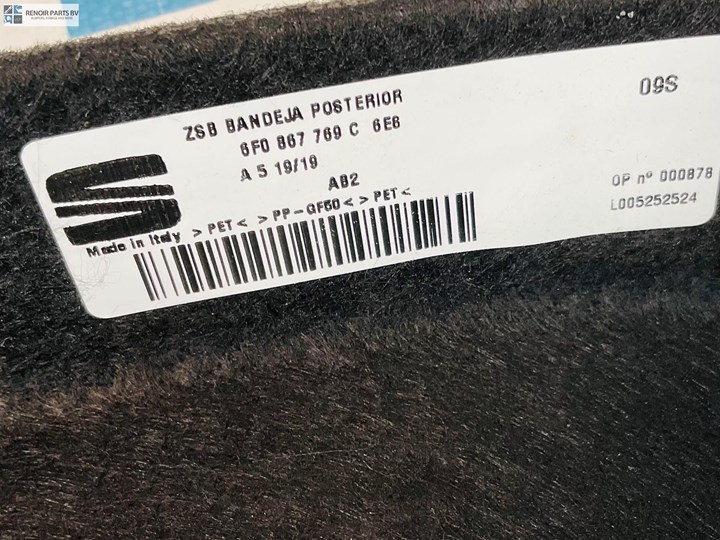 RENOIR PARTS BV
ZSB BANDEJA POSTERIOR
6F0 867 769 C 6E8
A 5 19/19
AB2
09S
OP nº 000878
L005252524
Made in Italy >PET< >PP-GF50<>PET<